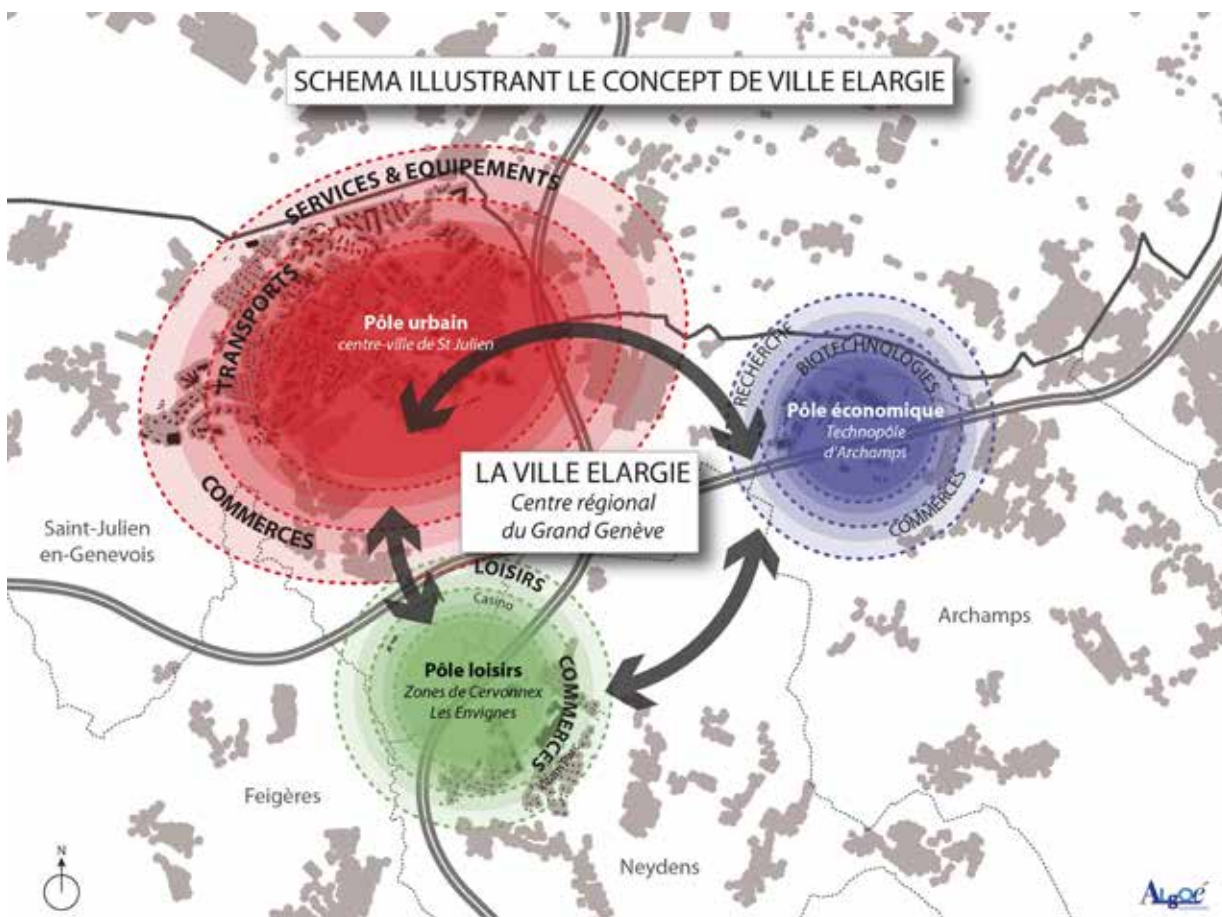 SCHEMA ILLUSTRANT LE CONCEPT DE VILLE ELARGIE
SERVICES & EQUIPEMENTS
TRANSPORTS
Pôle urbain
centre-ville de St Julien
COMMERCES
RECHERCHE
BIOTECHNOLOGIES
Pôle économique
Technopôle
d'Archamps
COMMERCES
LA VILLE ELARGIE
Centre régional
du Grand Genève
Saint-Julien
en-Genevois
LOISIRS
Casino
Pôle loisirs
Zones de Cervonnex
Les Envignes
COMMERCES
Archamps
Feigères
Neydens
N
Algoé